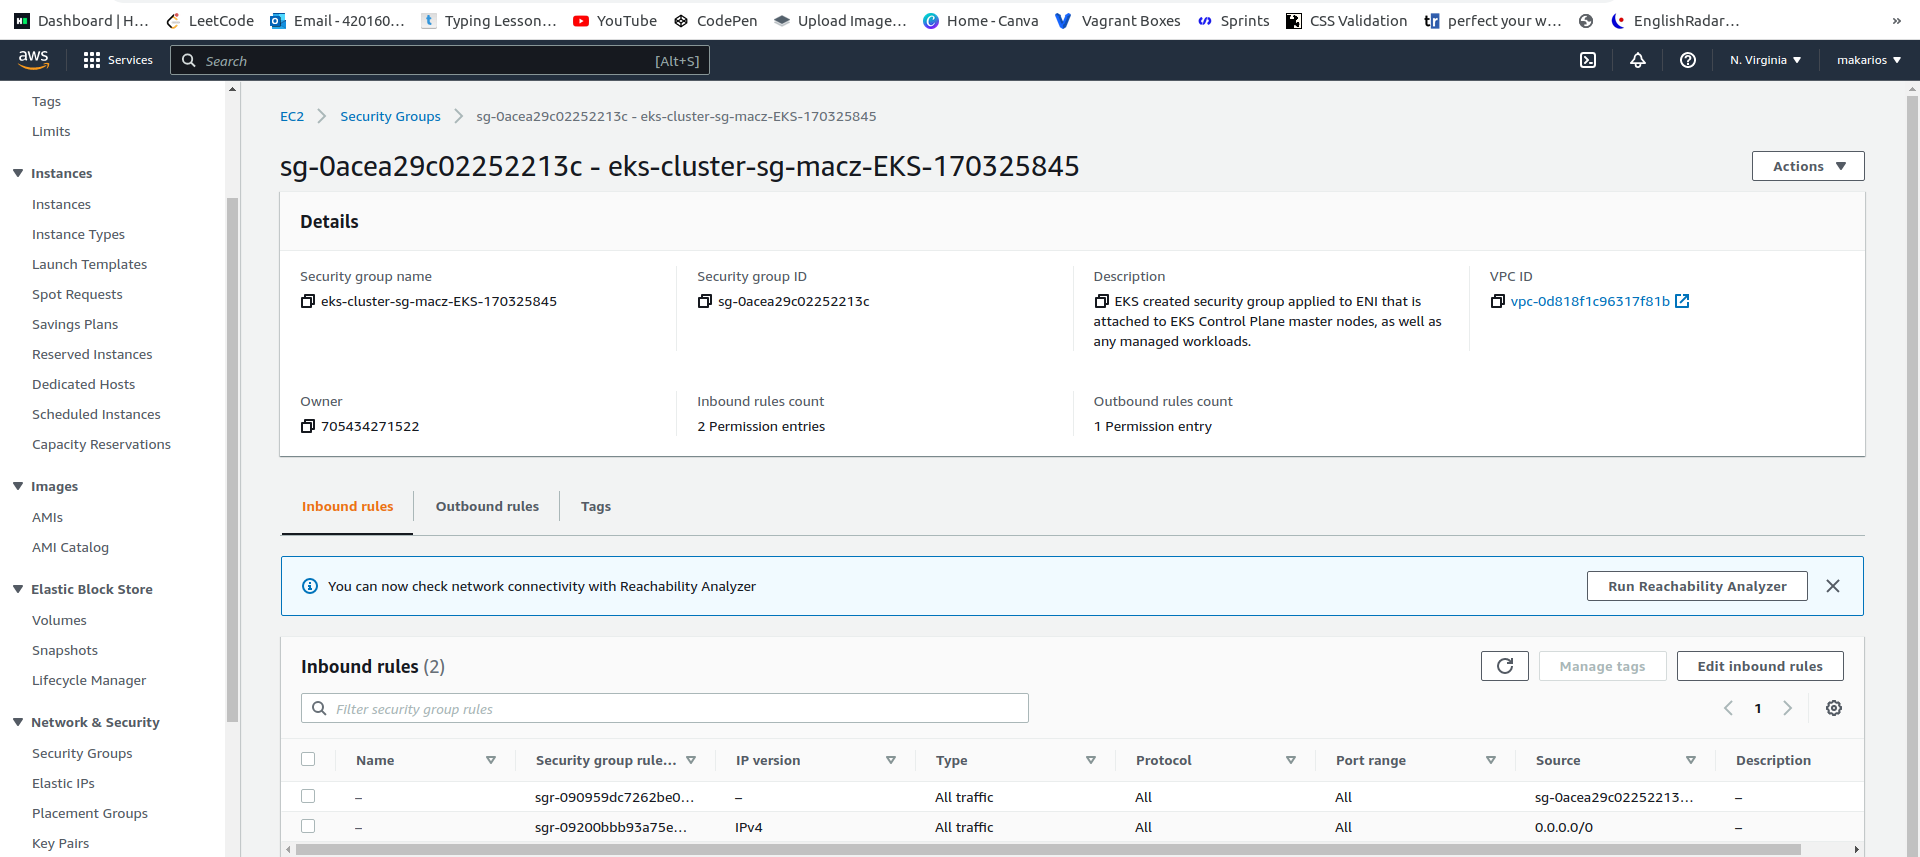 Dashboard | H...
LeetCode
Email - 420160...
Typing Lesson...
YouTube
CodePen
Upload Image...
Home - Canva
Vagrant Boxes
Sprints
CSS Validation
perfect your w...
EnglishRadar...
»
aws
Services
Search
[Alt+S]
N. Virginia
makarios
Tags
Limits
Instances
Instances
Instance Types
Launch Templates
Spot Requests
Savings Plans
Reserved Instances
Dedicated Hosts
Scheduled Instances
Capacity Reservations
Images
AMIs
AMI Catalog
Elastic Block Store
Volumes
Snapshots
Lifecycle Manager
Network & Security
Security Groups
Elastic IPs
Placement Groups
Key Pairs
EC2 > Security Groups > sg-0acea29c02252213c - eks-cluster-sg-macz-EKS-170325845
sg-0acea29c02252213c - eks-cluster-sg-macz-EKS-170325845
Actions
Details
Security group name
eks-cluster-sg-macz-EKS-170325845
Security group ID
sg-0acea29c02252213c
Description
EKS created security group applied to ENI that is
attached to EKS Control Plane master nodes, as well as
any managed workloads.
VPC ID
vpc-0d818f1c96317f81b
Owner
705434271522
Inbound rules count
2 Permission entries
Outbound rules count
1 Permission entry
Inbound rules
Outbound rules
Tags
You can now check network connectivity with Reachability Analyzer
Run Reachability Analyzer
Inbound rules (2)
Manage tags
Edit inbound rules
Filter security group rules
1
Name Security group rule... IP version Type Protocol Port range Source Description
– sgr-090959dc7262be0... – All traffic All All sg-0acea29c02252213... –
– sgr-09200bbb93a75e... IPv4 All traffic All All 0.0.0.0/0 –